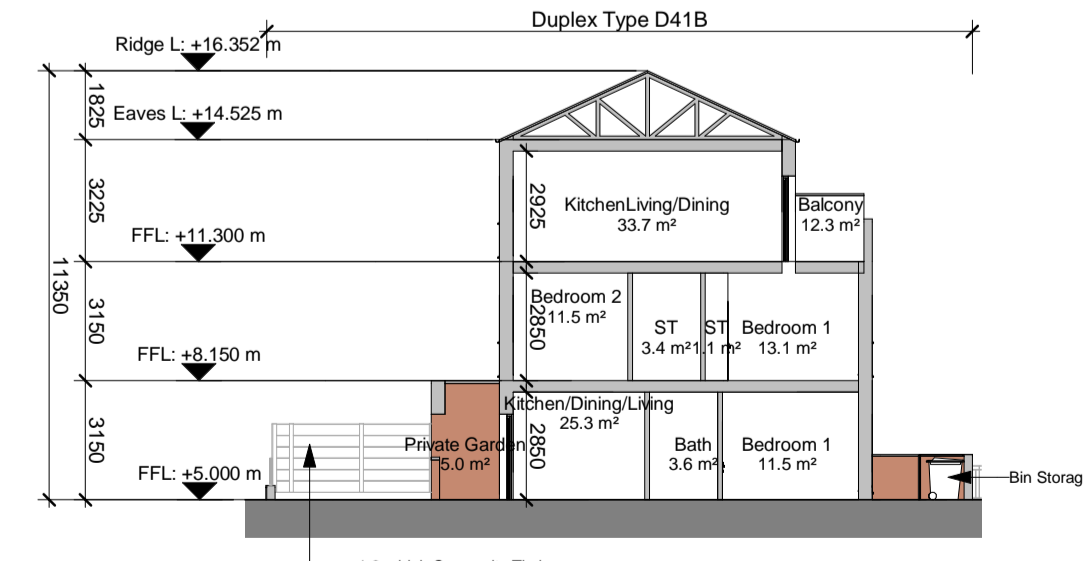 Duplex Type D41B
Ridge L: +16.352 m
1825
Eaves L: +14.525 m
3225
2925
KitchenLiving/Dining
33.7 m²
Balcony
12.3 m²
FFL: +11.300 m
11350
3150
Bedroom 2
11.5 m²
2850
ST
3.4 m²
ST
1.1 m²
Bedroom 1
13.1 m²
FFL: +8.150 m
3150
Kitchen/Dining/Living
25.3 m²
2850
Private Garden
5.0 m²
Bath
3.6 m²
Bedroom 1
11.5 m²
FFL: +5.000 m
Bin Storag